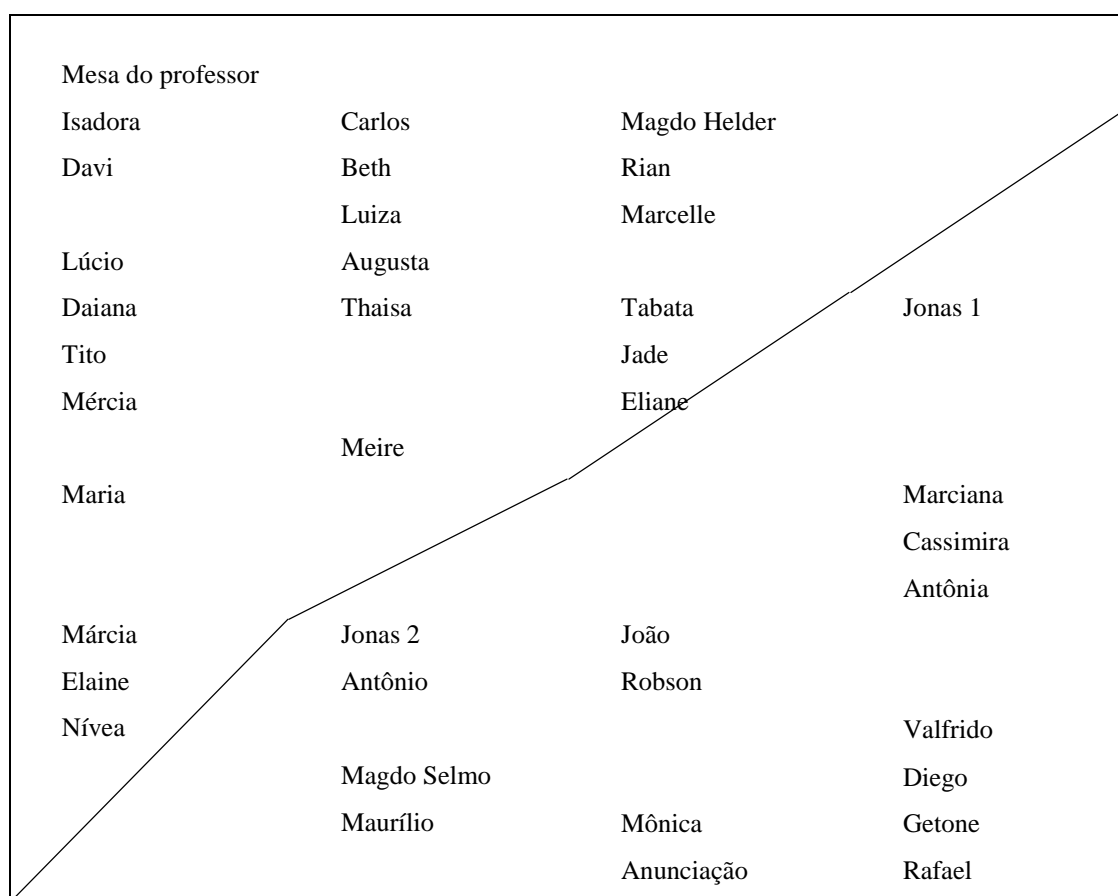 Mesa do professor
Isadora Carlos Magdo Helder
Davi Beth Rian
Luiza Marcelle
Lúcio Augusta
Daiana Thaisa Tabata Jonas 1
Tito Jade
Mércia Eliane
Meire
Maria Marciana
Cassimira
Antônia
Márcia Jonas 2 João
Elaine Antônio Robson
Nívea Valfrido
Magdo Selmo Diego
Maurílio Mônica Getone
Anunciação Rafael